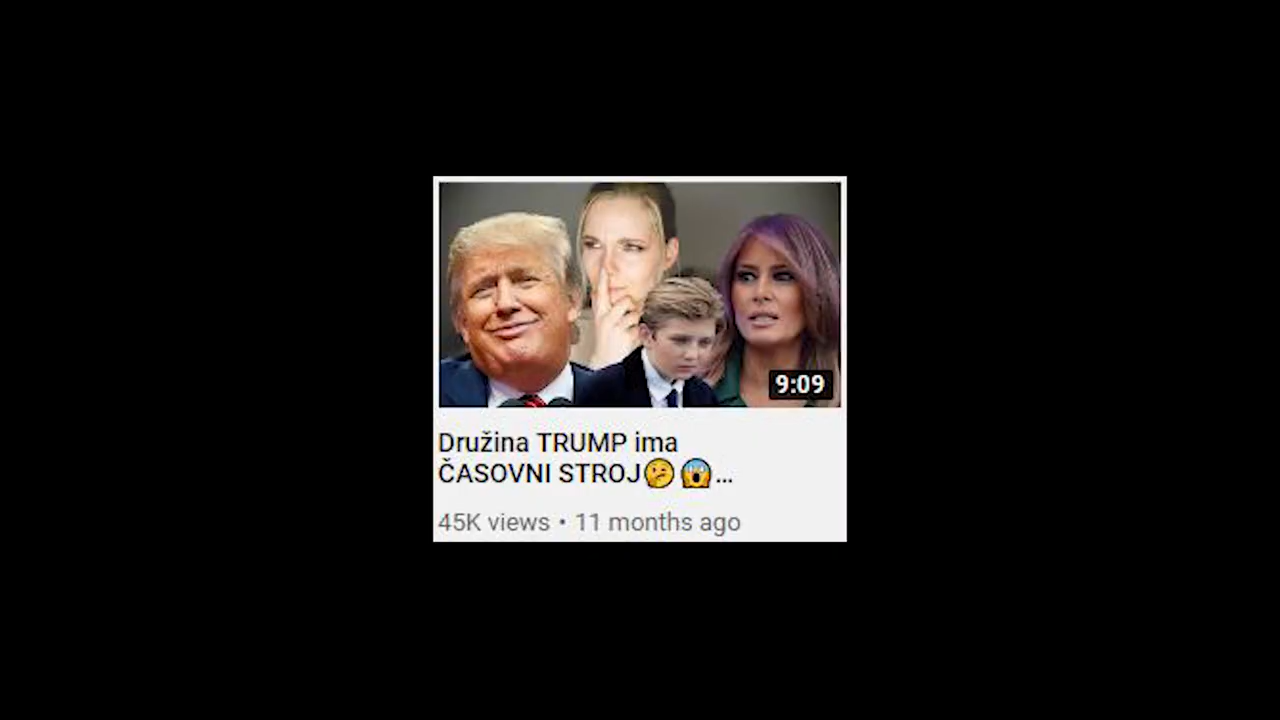 9:09
Družina TRUMP ima
ČASOVNI STROJ🤔😱...
45K views • 11 months ago